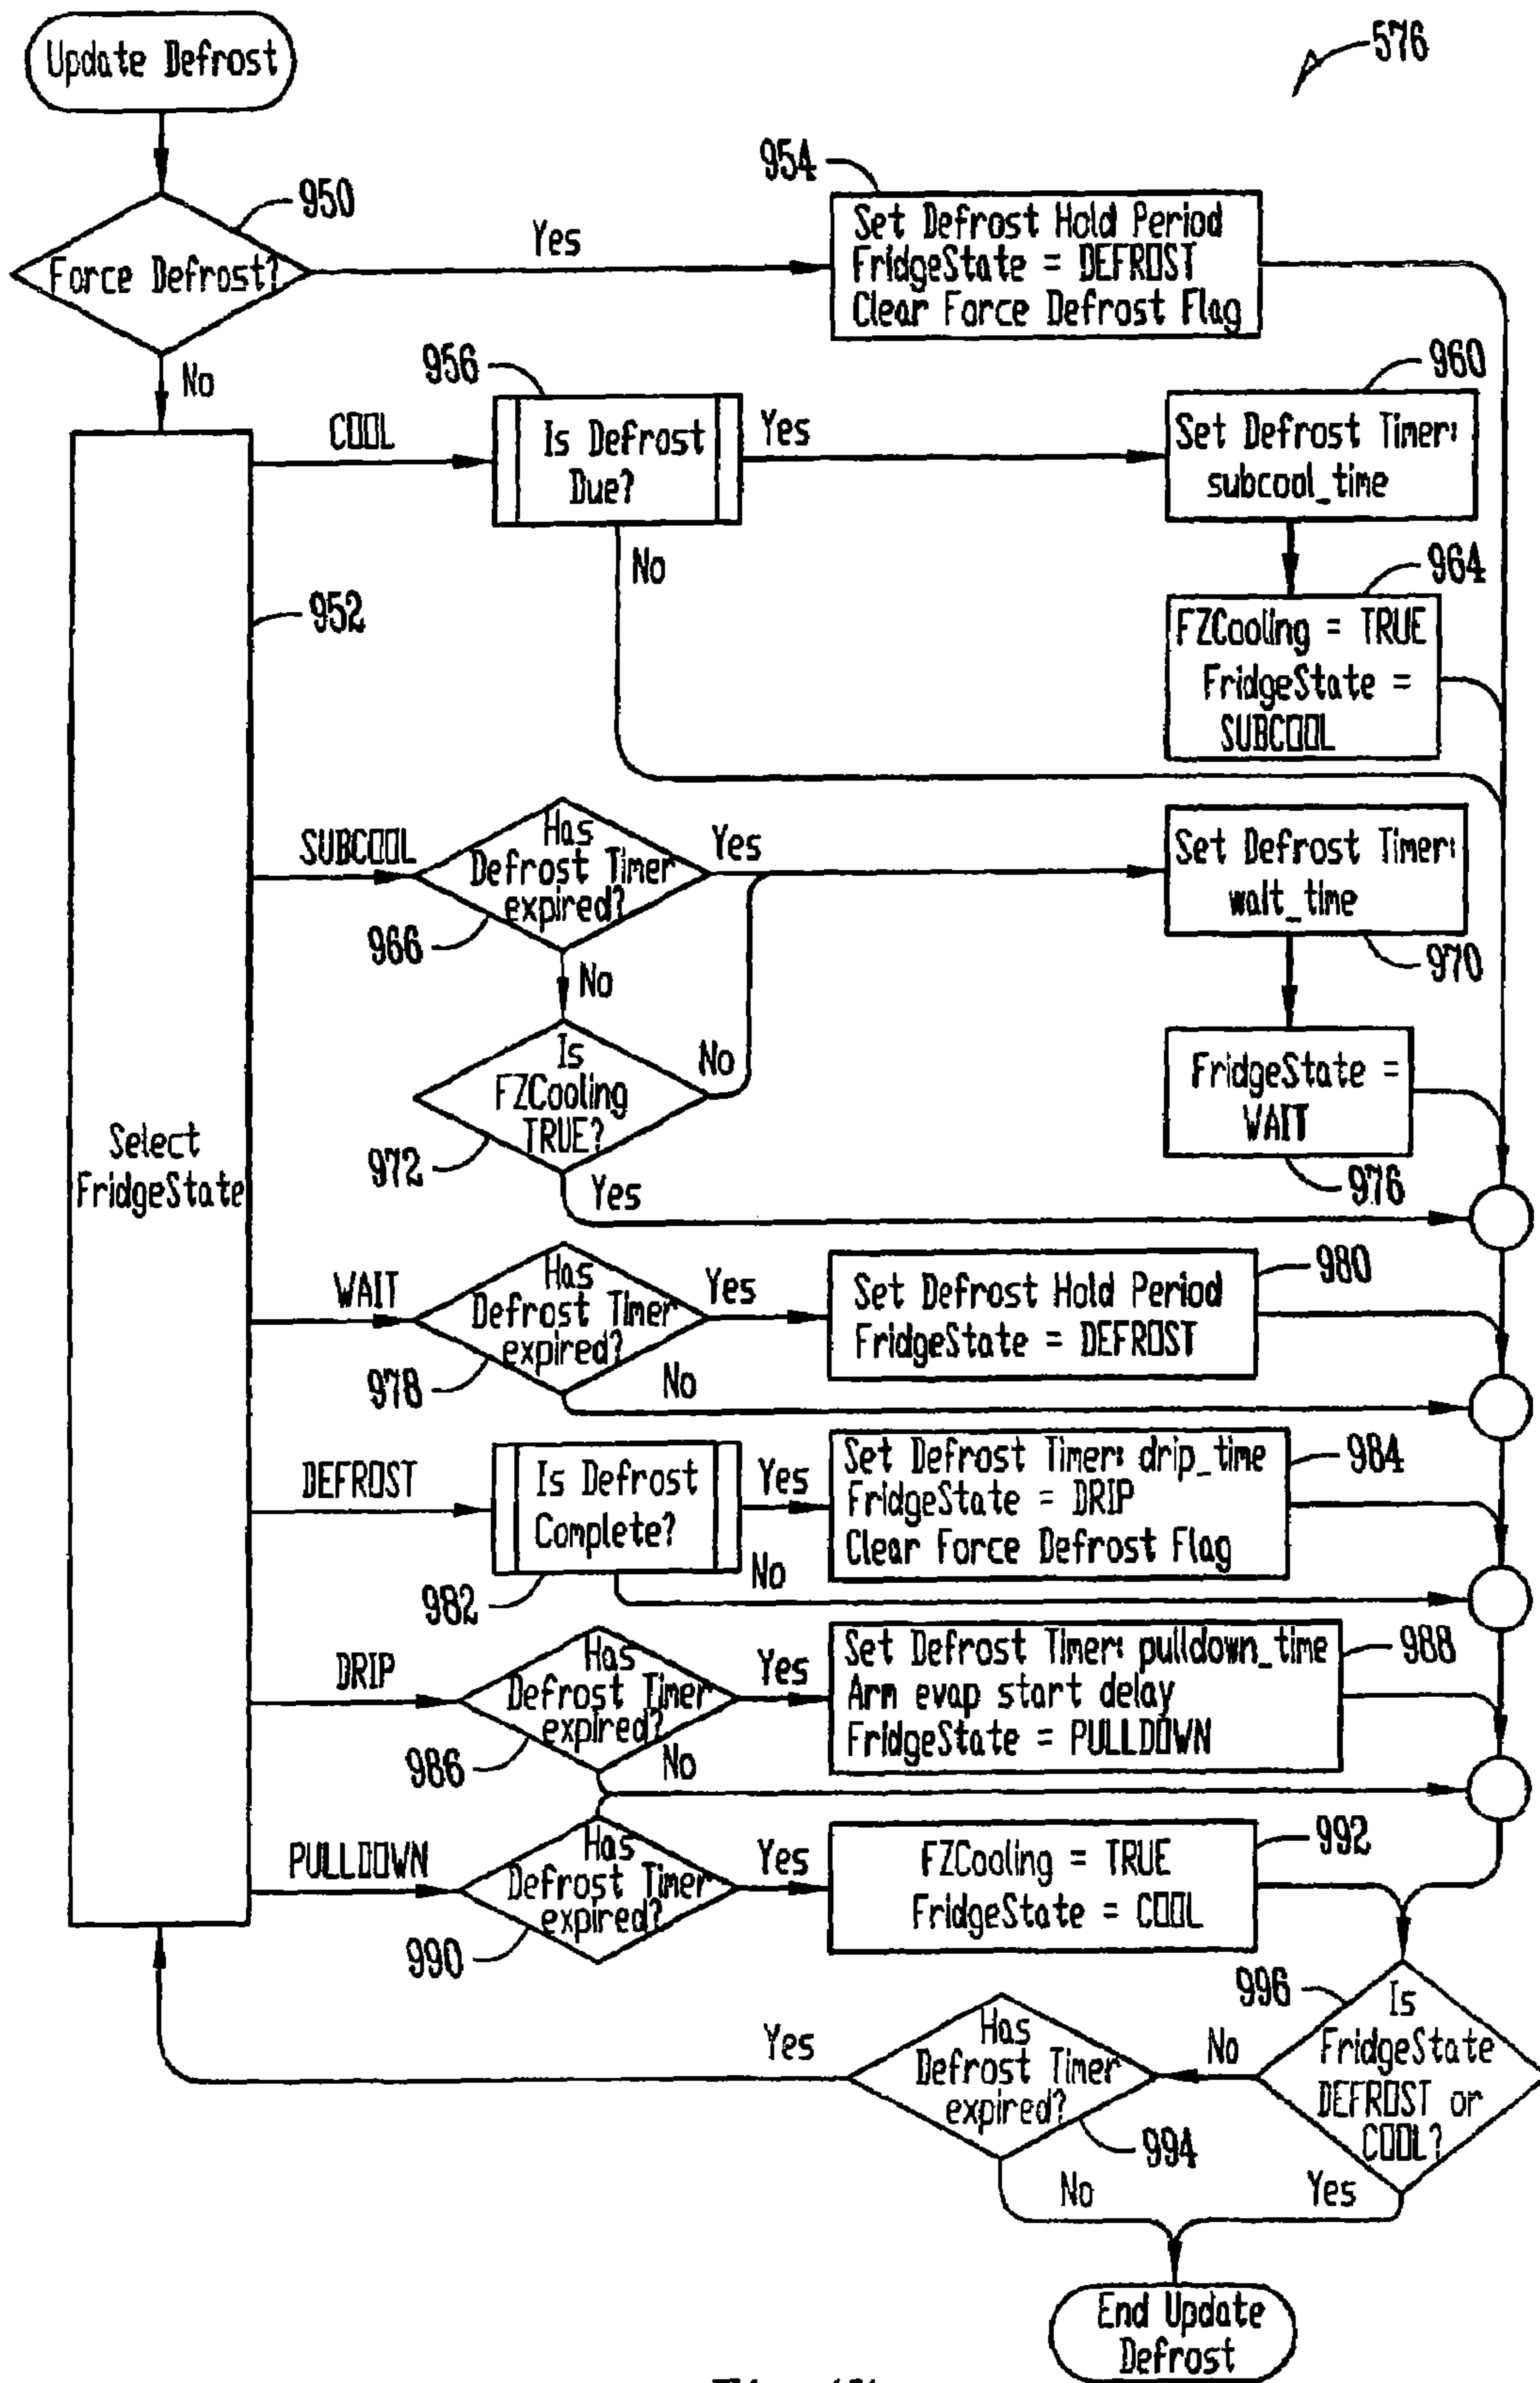 Update Defrost
576
950
Force Defrost?
Yes
954
Set Defrost Hold Period
FridgeState = DEFROST
Clear Force Defrost Flag
No
952
Select
FridgeState
COOL
956
Is Defrost
Due?
Yes
No
960
Set Defrost Timer:
subcool_time
964
FZCooling = TRUE
FridgeState =
SUBCOOL
SUBCOOL
Has
Defrost Timer
expired?
966
Yes
No
Set Defrost Timer:
wait_time
970
Is
FZCooling
TRUE?
972
No
Yes
FridgeState =
WAIT
976
WAIT
Has
Defrost Timer
expired?
978
Yes
No
Set Defrost Hold Period
FridgeState = DEFROST
980
DEFROST
Is Defrost
Complete?
982
Yes
No
Set Defrost Timer: drip_time
FridgeState = DRIP
Clear Force Defrost Flag
984
DRIP
Has
Defrost Timer
expired?
986
Yes
No
Set Defrost Timer: pulldown_time
Arm evap start delay
FridgeState = PULLDOWN
988
PULLDOWN
Has
Defrost Timer
expired?
990
Yes
FZCooling = TRUE
FridgeState = COOL
992
996
Is
FridgeState
DEFROST or
COOL?
No
Yes
Has
Defrost Timer
expired?
994
Yes
No
End Update
Defrost